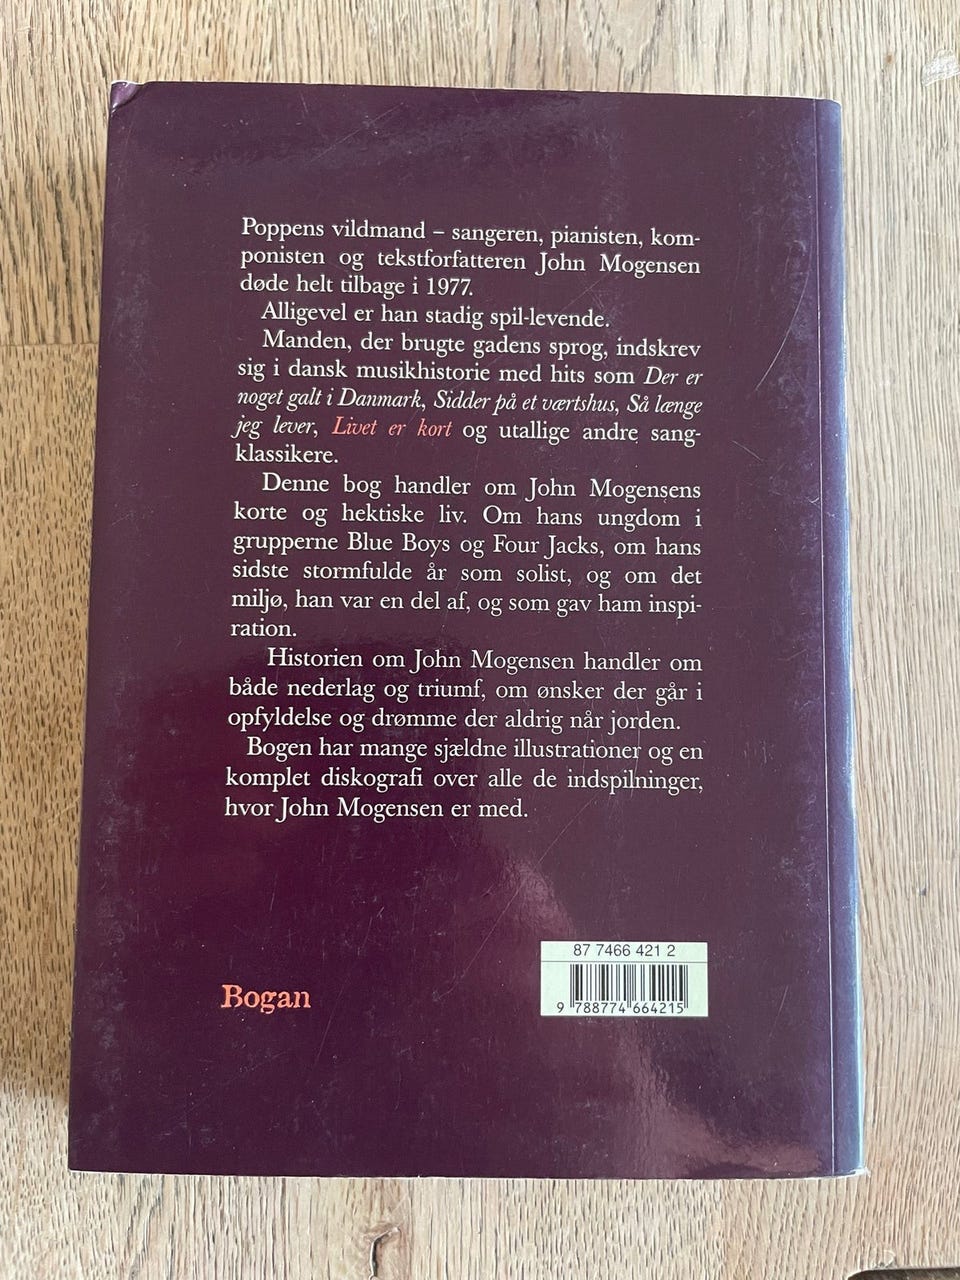 Poppens vildmand – sangeren, pianisten, kom-
ponisten og tekstforfatteren John Mogensen
døde helt tilbage i 1977.
Alligevel er han stadig spil-levende.
Manden, der brugte gadens sprog, indskrev
sig i dansk musikhistorie med hits som Der er
noget galt i Danmark, Sidder på et værtshus, Så længe
jeg lever, Livet er kort og utallige andre sang-
klassikere.
Denne bog handler om John Mogensens
korte og hektiske liv. Om hans ungdom i
grupperne Blue Boys og Four Jacks, om hans
sidste stormfulde år som solist, og om det
miljø, han var en del af, og som gav ham inspi-
ration.
Historien om John Mogensen handler om
både nederlag og triumf, om ønsker der går i
opfyldelse og drømme der aldrig når jorden.
Bogen har mange sjældne illustrationer og en
komplet diskografi over alle de indspilninger,
hvor John Mogensen er med.
87 7466 421 2
Bogan
9 788774 664215